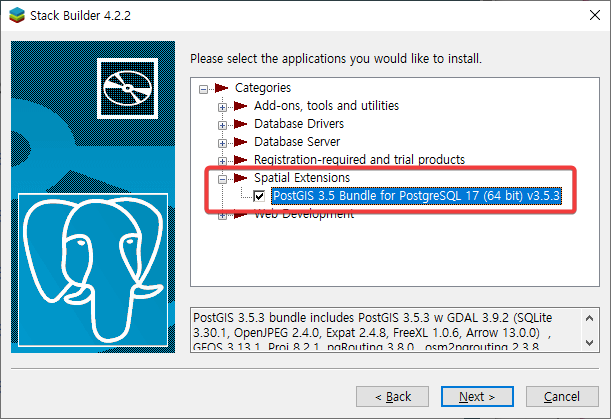 Stack Builder 4.2.2
Please select the applications you would like to install.
Categories
Add-ons, tools and utilities
Database Drivers
Database Server
Registration-required and trial products
Spatial Extensions
PostGIS 3.5 Bundle for PostgreSQL 17 (64 bit) v3.5.3
Web Development
PostGIS 3.5.3 bundle includes PostGIS 3.5.3 w GDAL 3.9.2 (SQLite
3.30.1, OpenJPEG 2.4.0, Expat 2.4.8, FreeXL 1.0.6, Arrow 13.0.0) ,
GEOS 3.13.1, Proj 8.2.1, pgRouting 3.8.0, osm2pgrouting 2.3.8
< Back
Next >
Cancel